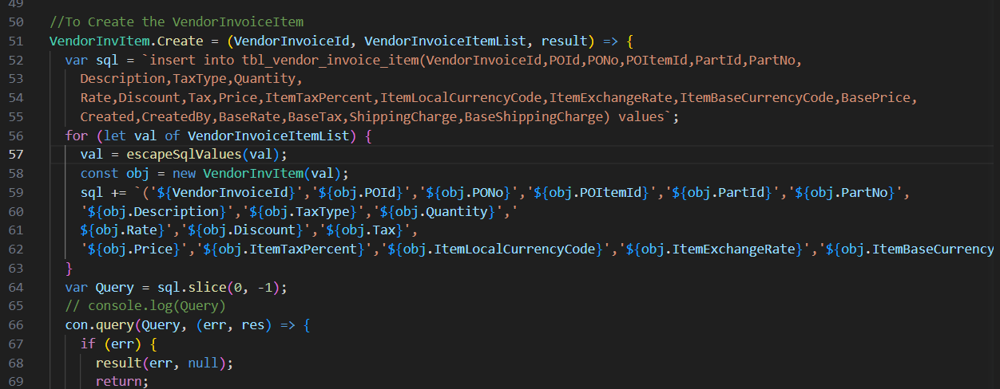 49
50 //To Create the VendorInvoiceItem
51 VendorInvItem.Create = (VendorInvoiceId, VendorInvoiceItemList, result) => {
52 var sql = `insert into tbl_vendor_invoice_item(VendorInvoiceId,POId,PONo,POItemId,PartId,PartNo,
53 Description,TaxType,Quantity,
54 Rate,Discount,Tax,Price,ItemTaxPercent,ItemLocalCurrencyCode,ItemExchangeRate,ItemBaseCurrencyCode,BasePrice,
55 Created,CreatedBy,BaseRate,BaseTax,ShippingCharge,BaseShippingCharge) values`;
56 for (let val of VendorInvoiceItemList) {
57 val = escapeSqlValues(val);
58 const obj = new VendorInvItem(val);
59 sql += `('${VendorInvoiceId}','${obj.POId}','${obj.PONo}','${obj.POItemId}','${obj.PartId}','${obj.PartNo}',
60 '${obj.Description}','${obj.TaxType}','${obj.Quantity}','
61 ${obj.Rate}','${obj.Discount}','${obj.Tax}',
62 '${obj.Price}','${obj.ItemTaxPercent}','${obj.ItemLocalCurrencyCode}','${obj.ItemExchangeRate}','${obj.ItemBaseCurrency
63 }
64 var Query = sql.slice(0, -1);
65 // console.log(Query)
66 con.query(Query, (err, res) => {
67 if (err) {
68 result(err, null);
69 return;